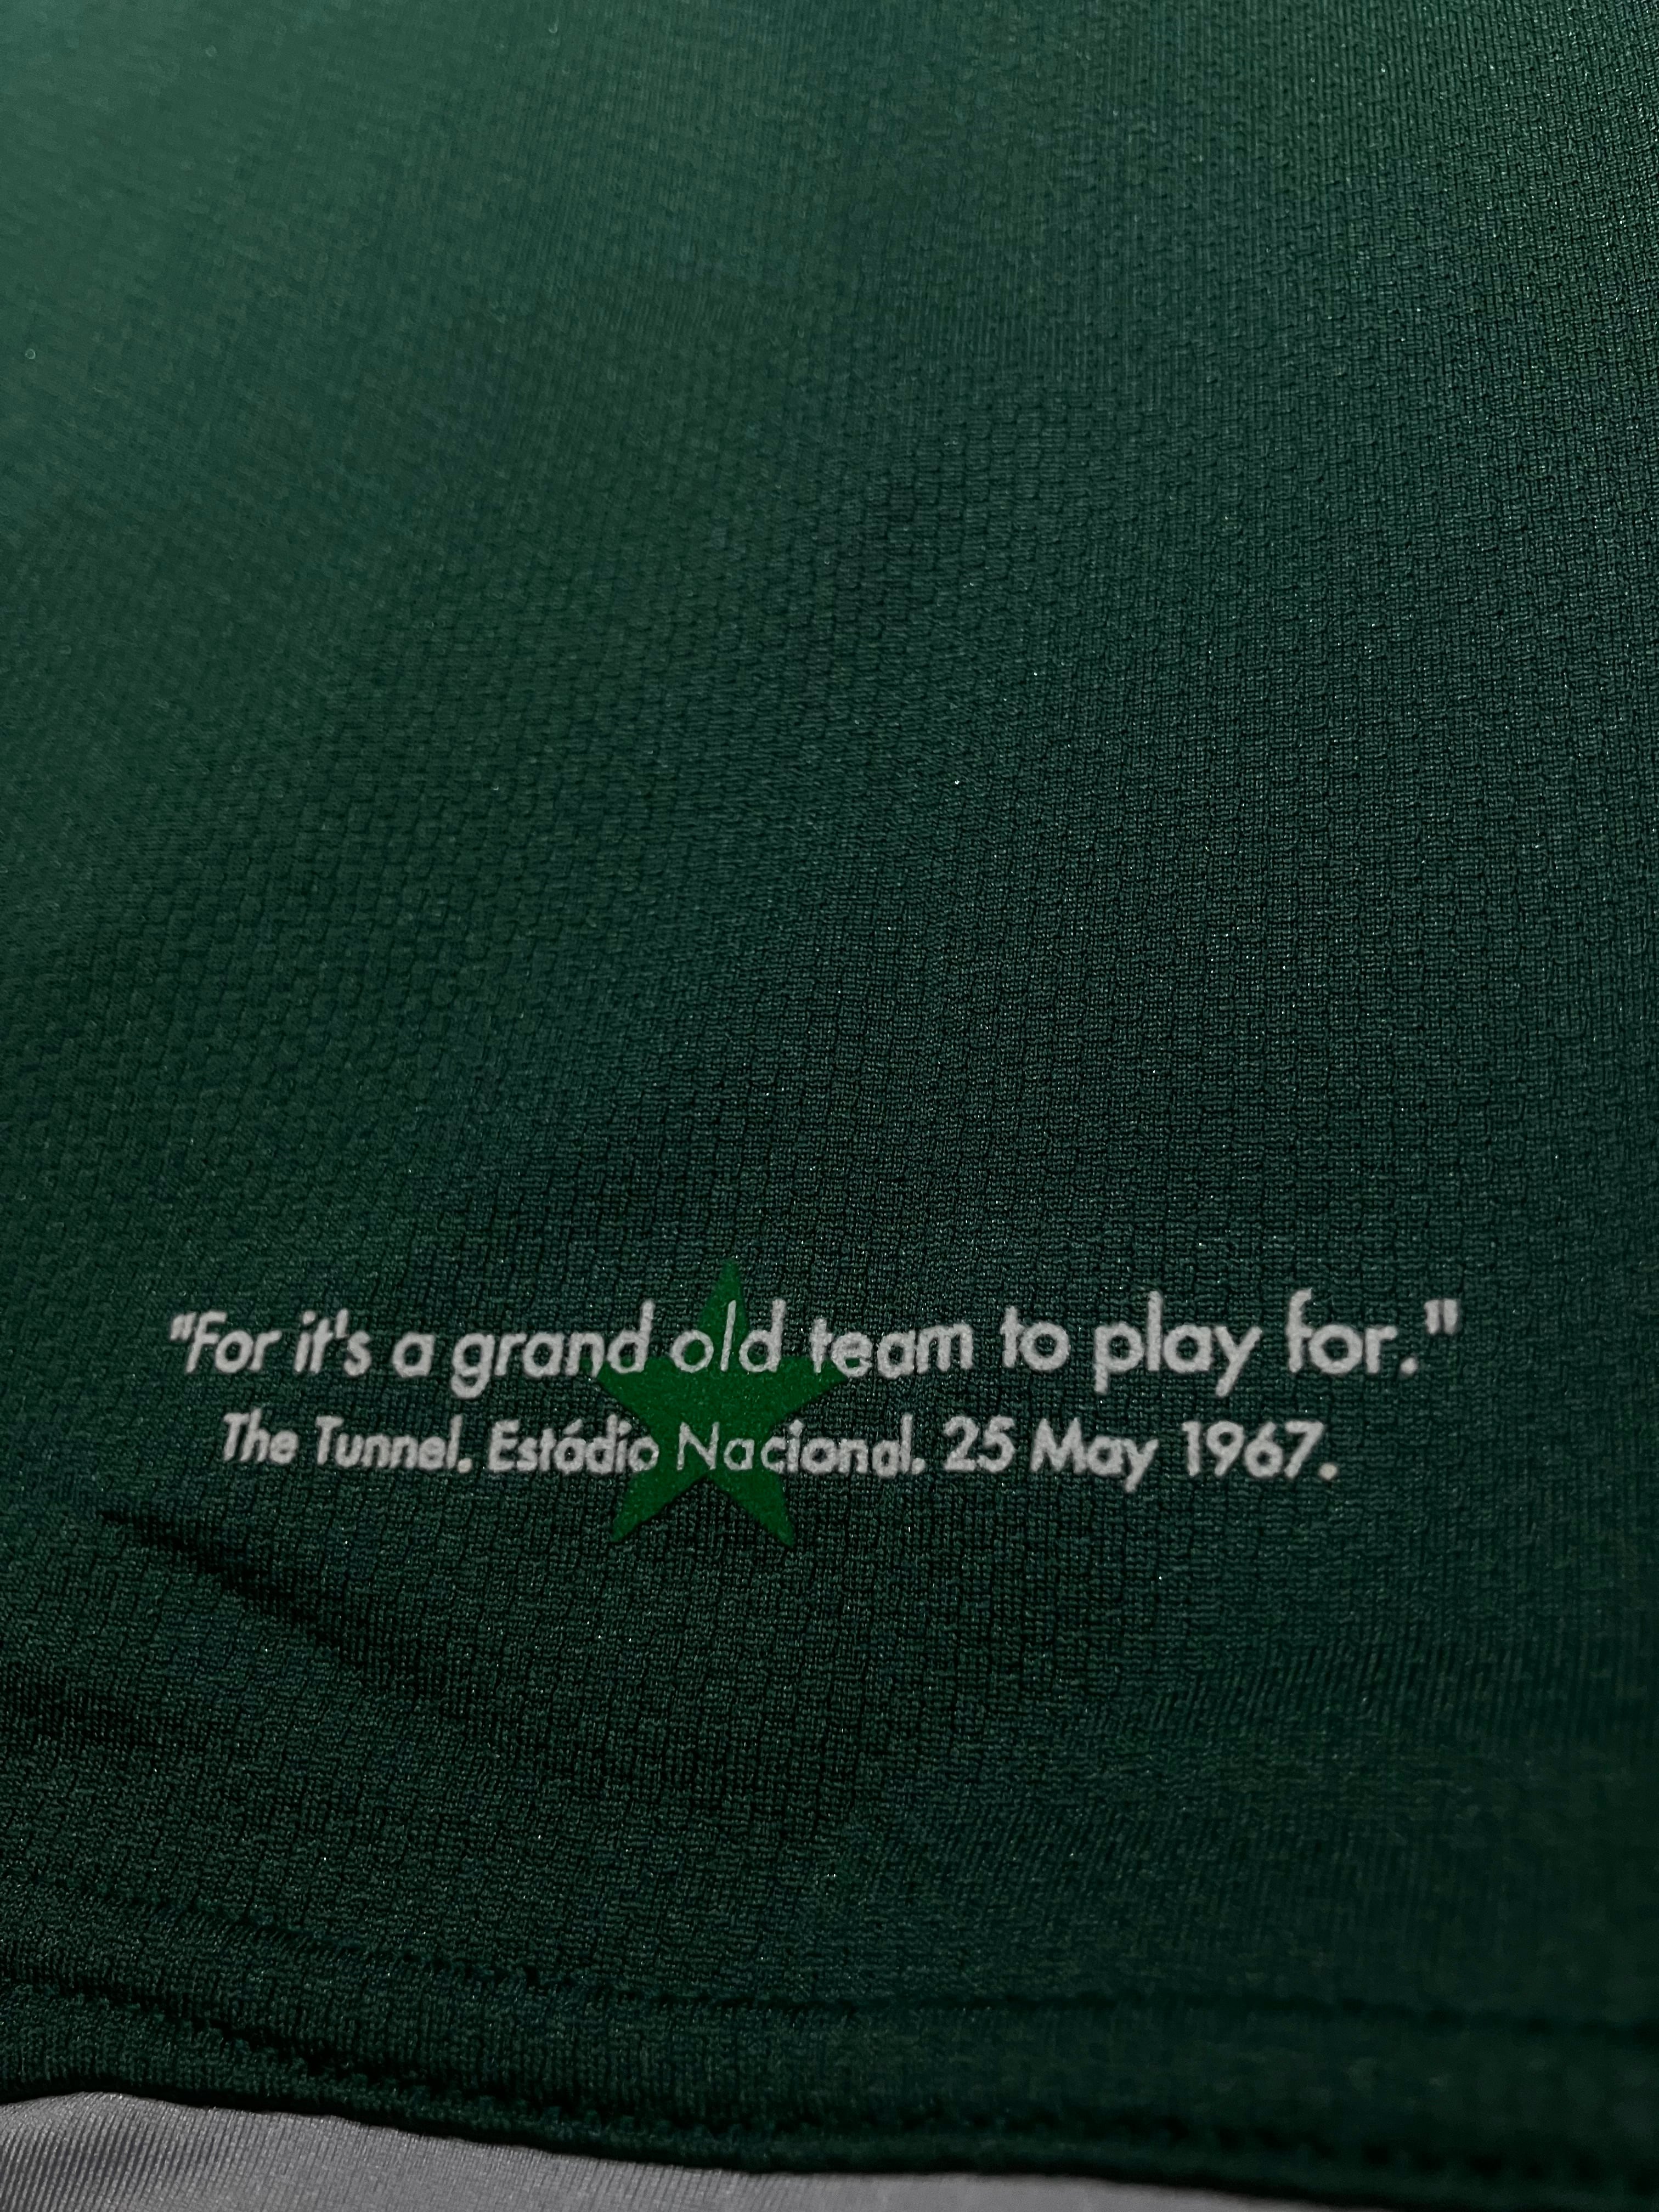 "For it's a grand old team to play for."
The Tunnel. Estádio Nacional. 25 May 1967.